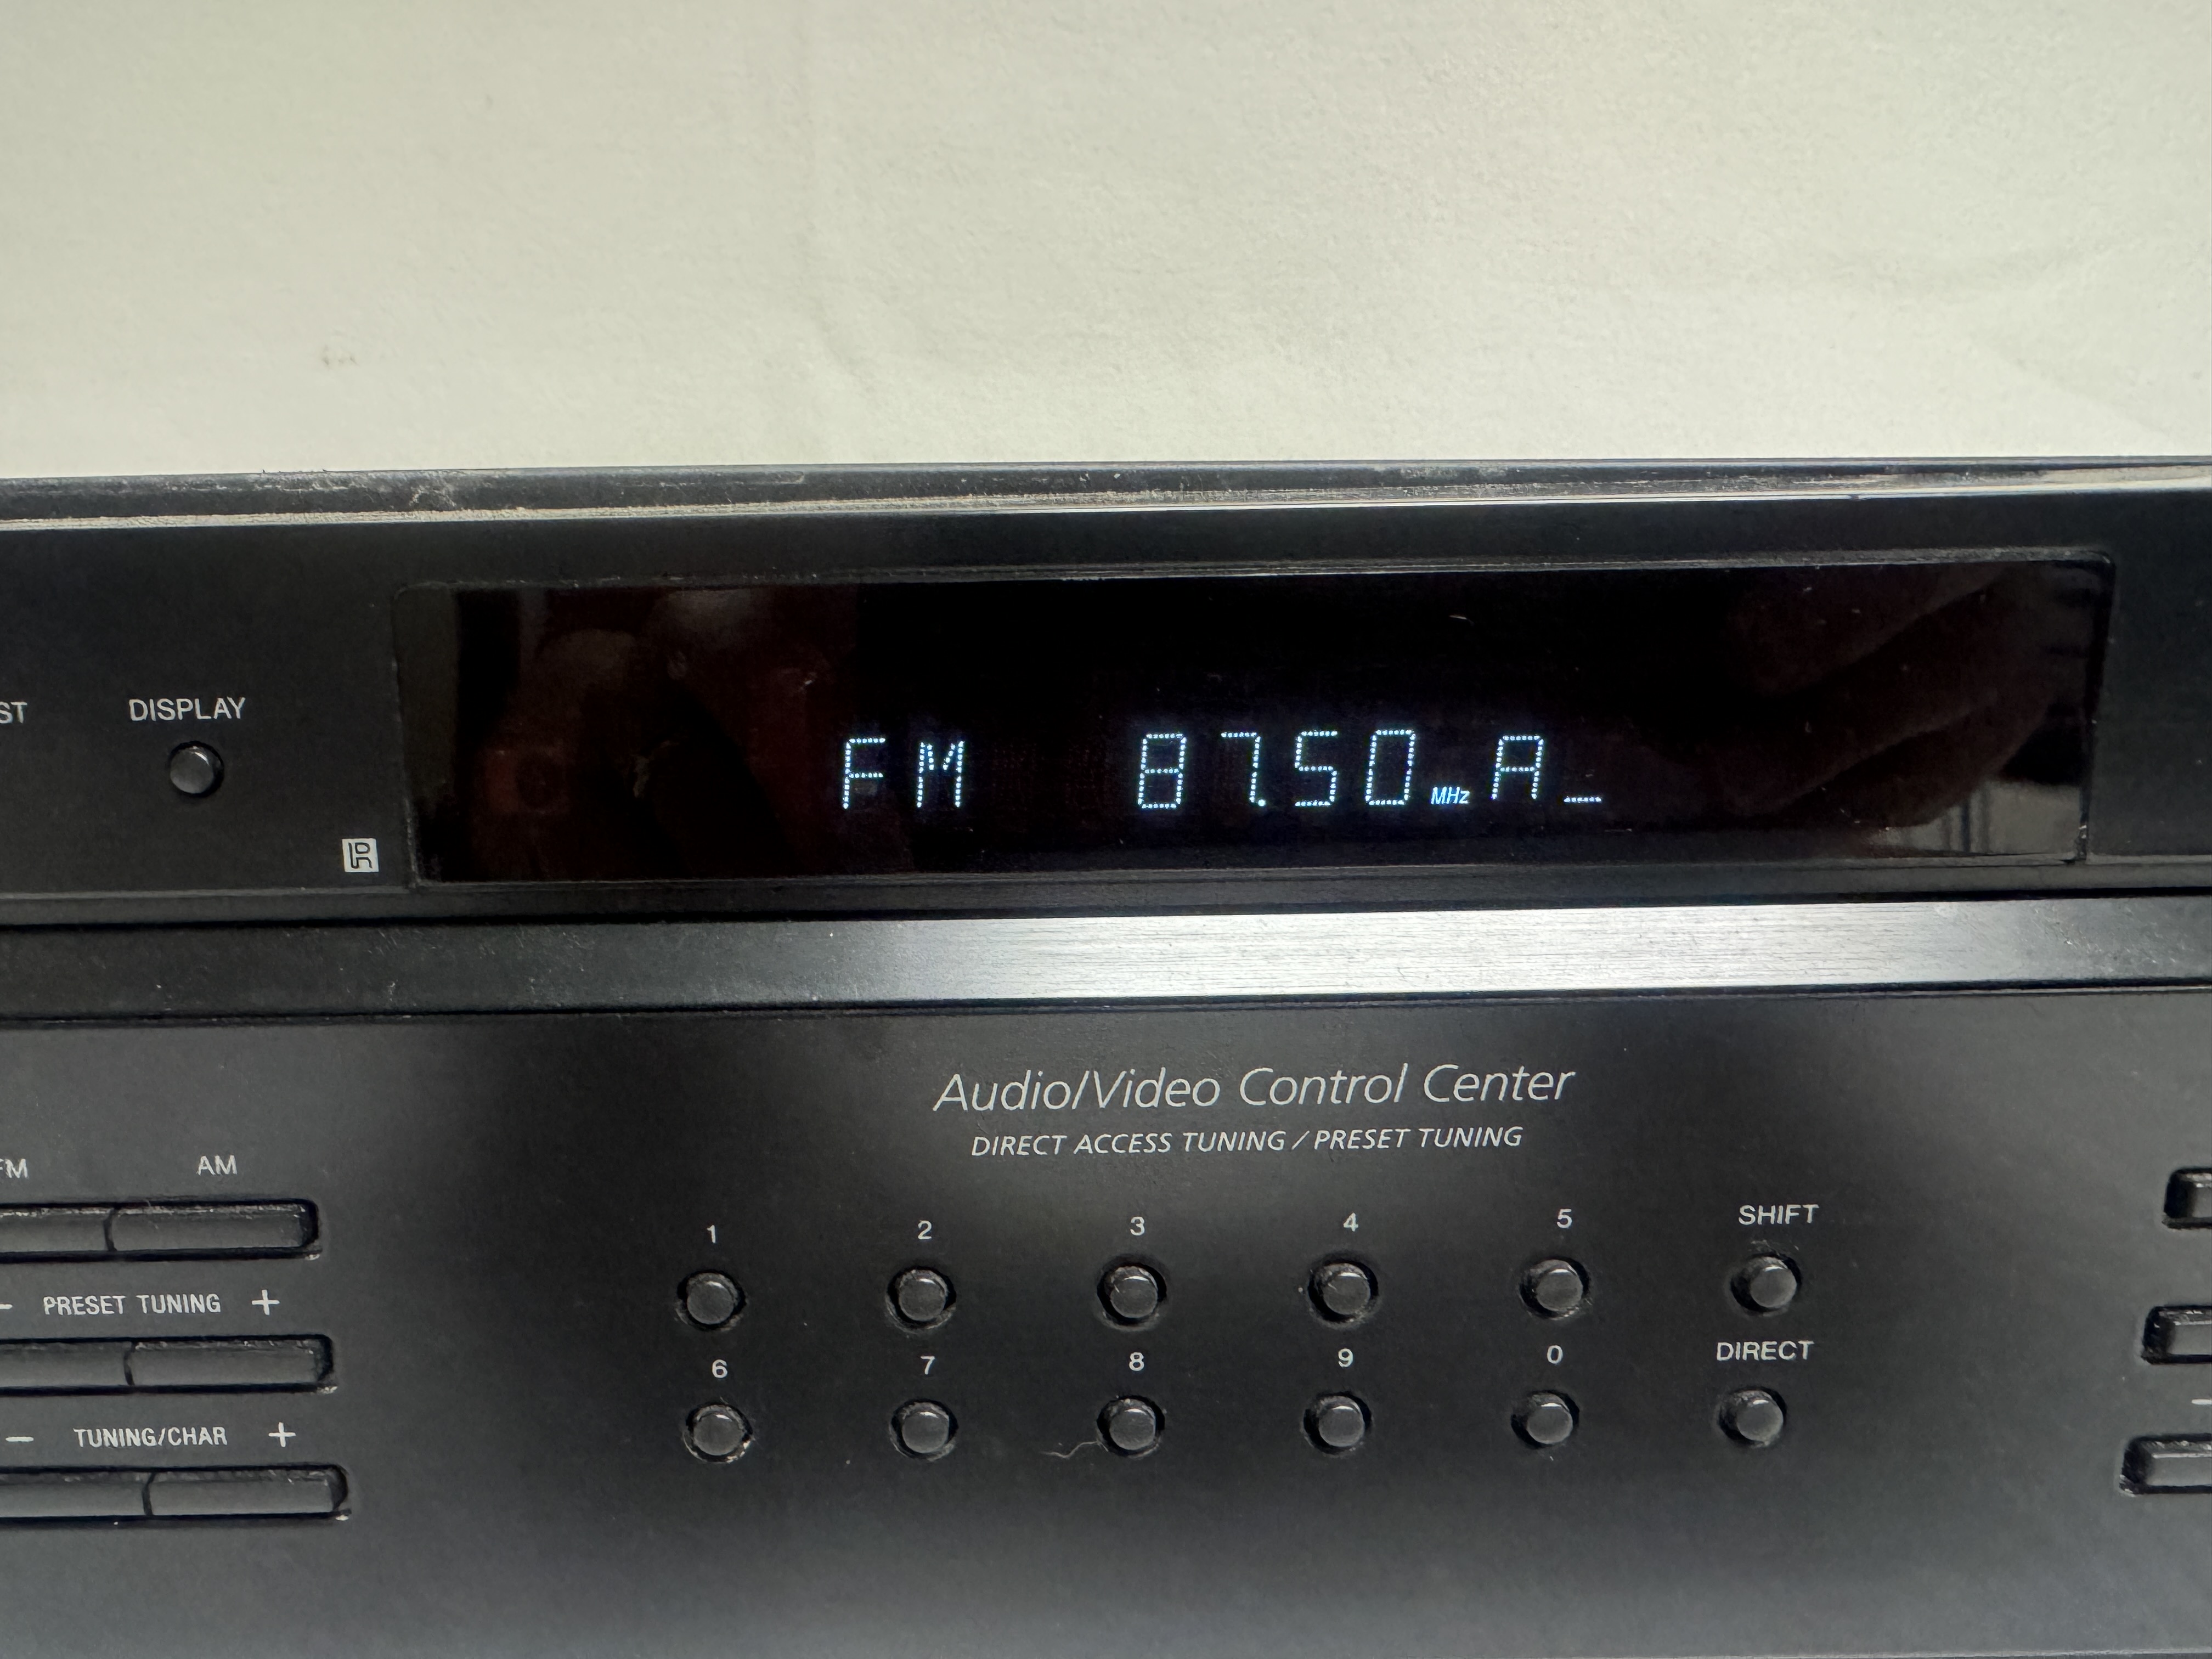 ST
DISPLAY
FM 87.50 MHz A_
Audio/Video Control Center
DIRECT ACCESS TUNING / PRESET TUNING
FM AM
1 2 3 4 5 SHIFT
- PRESET TUNING +
6 7 8 9 0 DIRECT
- TUNING/CHAR +